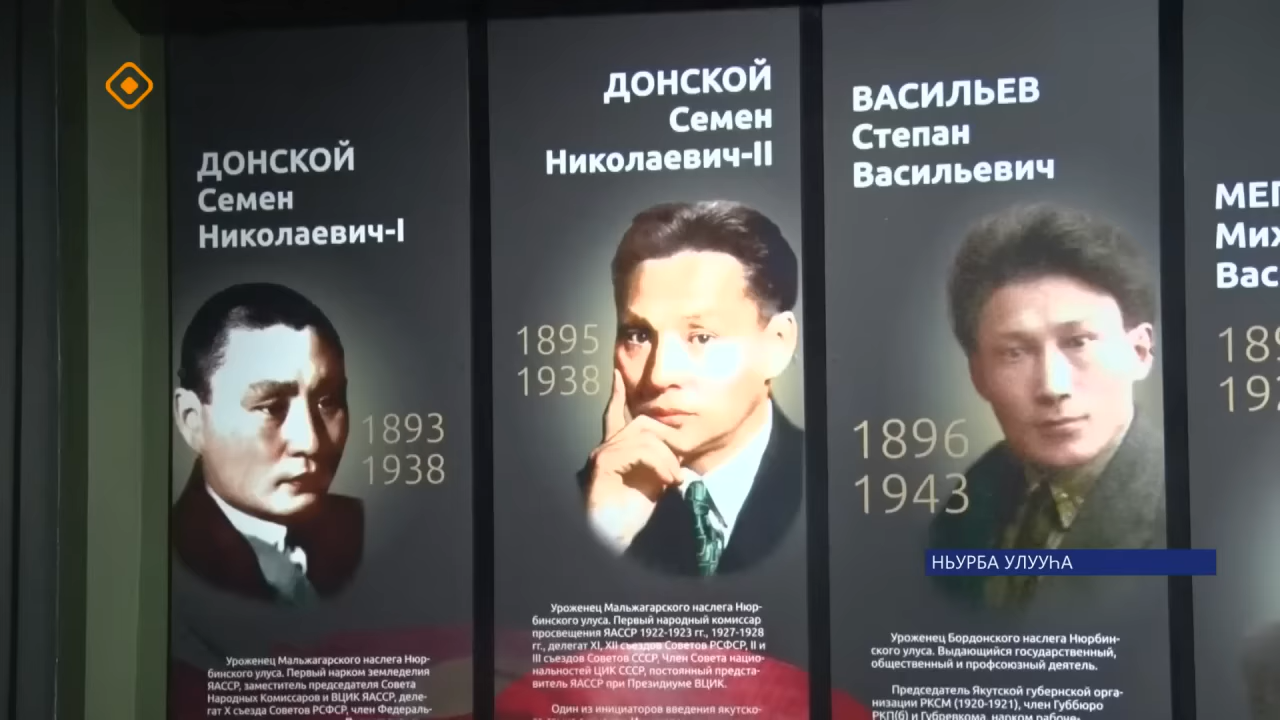 ДОНСКОЙ
Семен
Николаевич-I
1893
1938
Уроженец Мальжагарского наслега Нюр-
бинского улуса. Первый нарком земледелия
ЯАССР, заместитель председателя Совета
Народных Комиссаров и ВЦИК ЯАССР, деле-
гат X съезда Советов РСФСР, член Федераль-
ДОНСКОЙ
Семен
Николаевич-II
1895
1938
Уроженец Мальжагарского наслега Нюр-
бинского улуса. Первый народный комиссар
просвещения ЯАССР 1922-1923 гг., 1927-1928
гг., делегат XI, XII съездов Советов РСФСР, II и
III съездов Советов СССР, Член Совета нацио-
нальностей ЦИК СССР, постоянный предста-
витель ЯАССР при Президиуме ВЦИК.
Один из инициаторов введения якутско-
ВАСИЛЬЕВ
Степан
Васильевич
1896
1943
Уроженец Бордонского наслега Нюрбин-
ского улуса. Выдающийся государственный,
общественный и профсоюзный деятель.
Председатель Якутской губернской орга-
низации РКСМ (1920-1921), член Губбюро
РКП(б) и Губревкома, нарком рабоче-
Мих
Вас
НЬУРБА УЛУУҺА